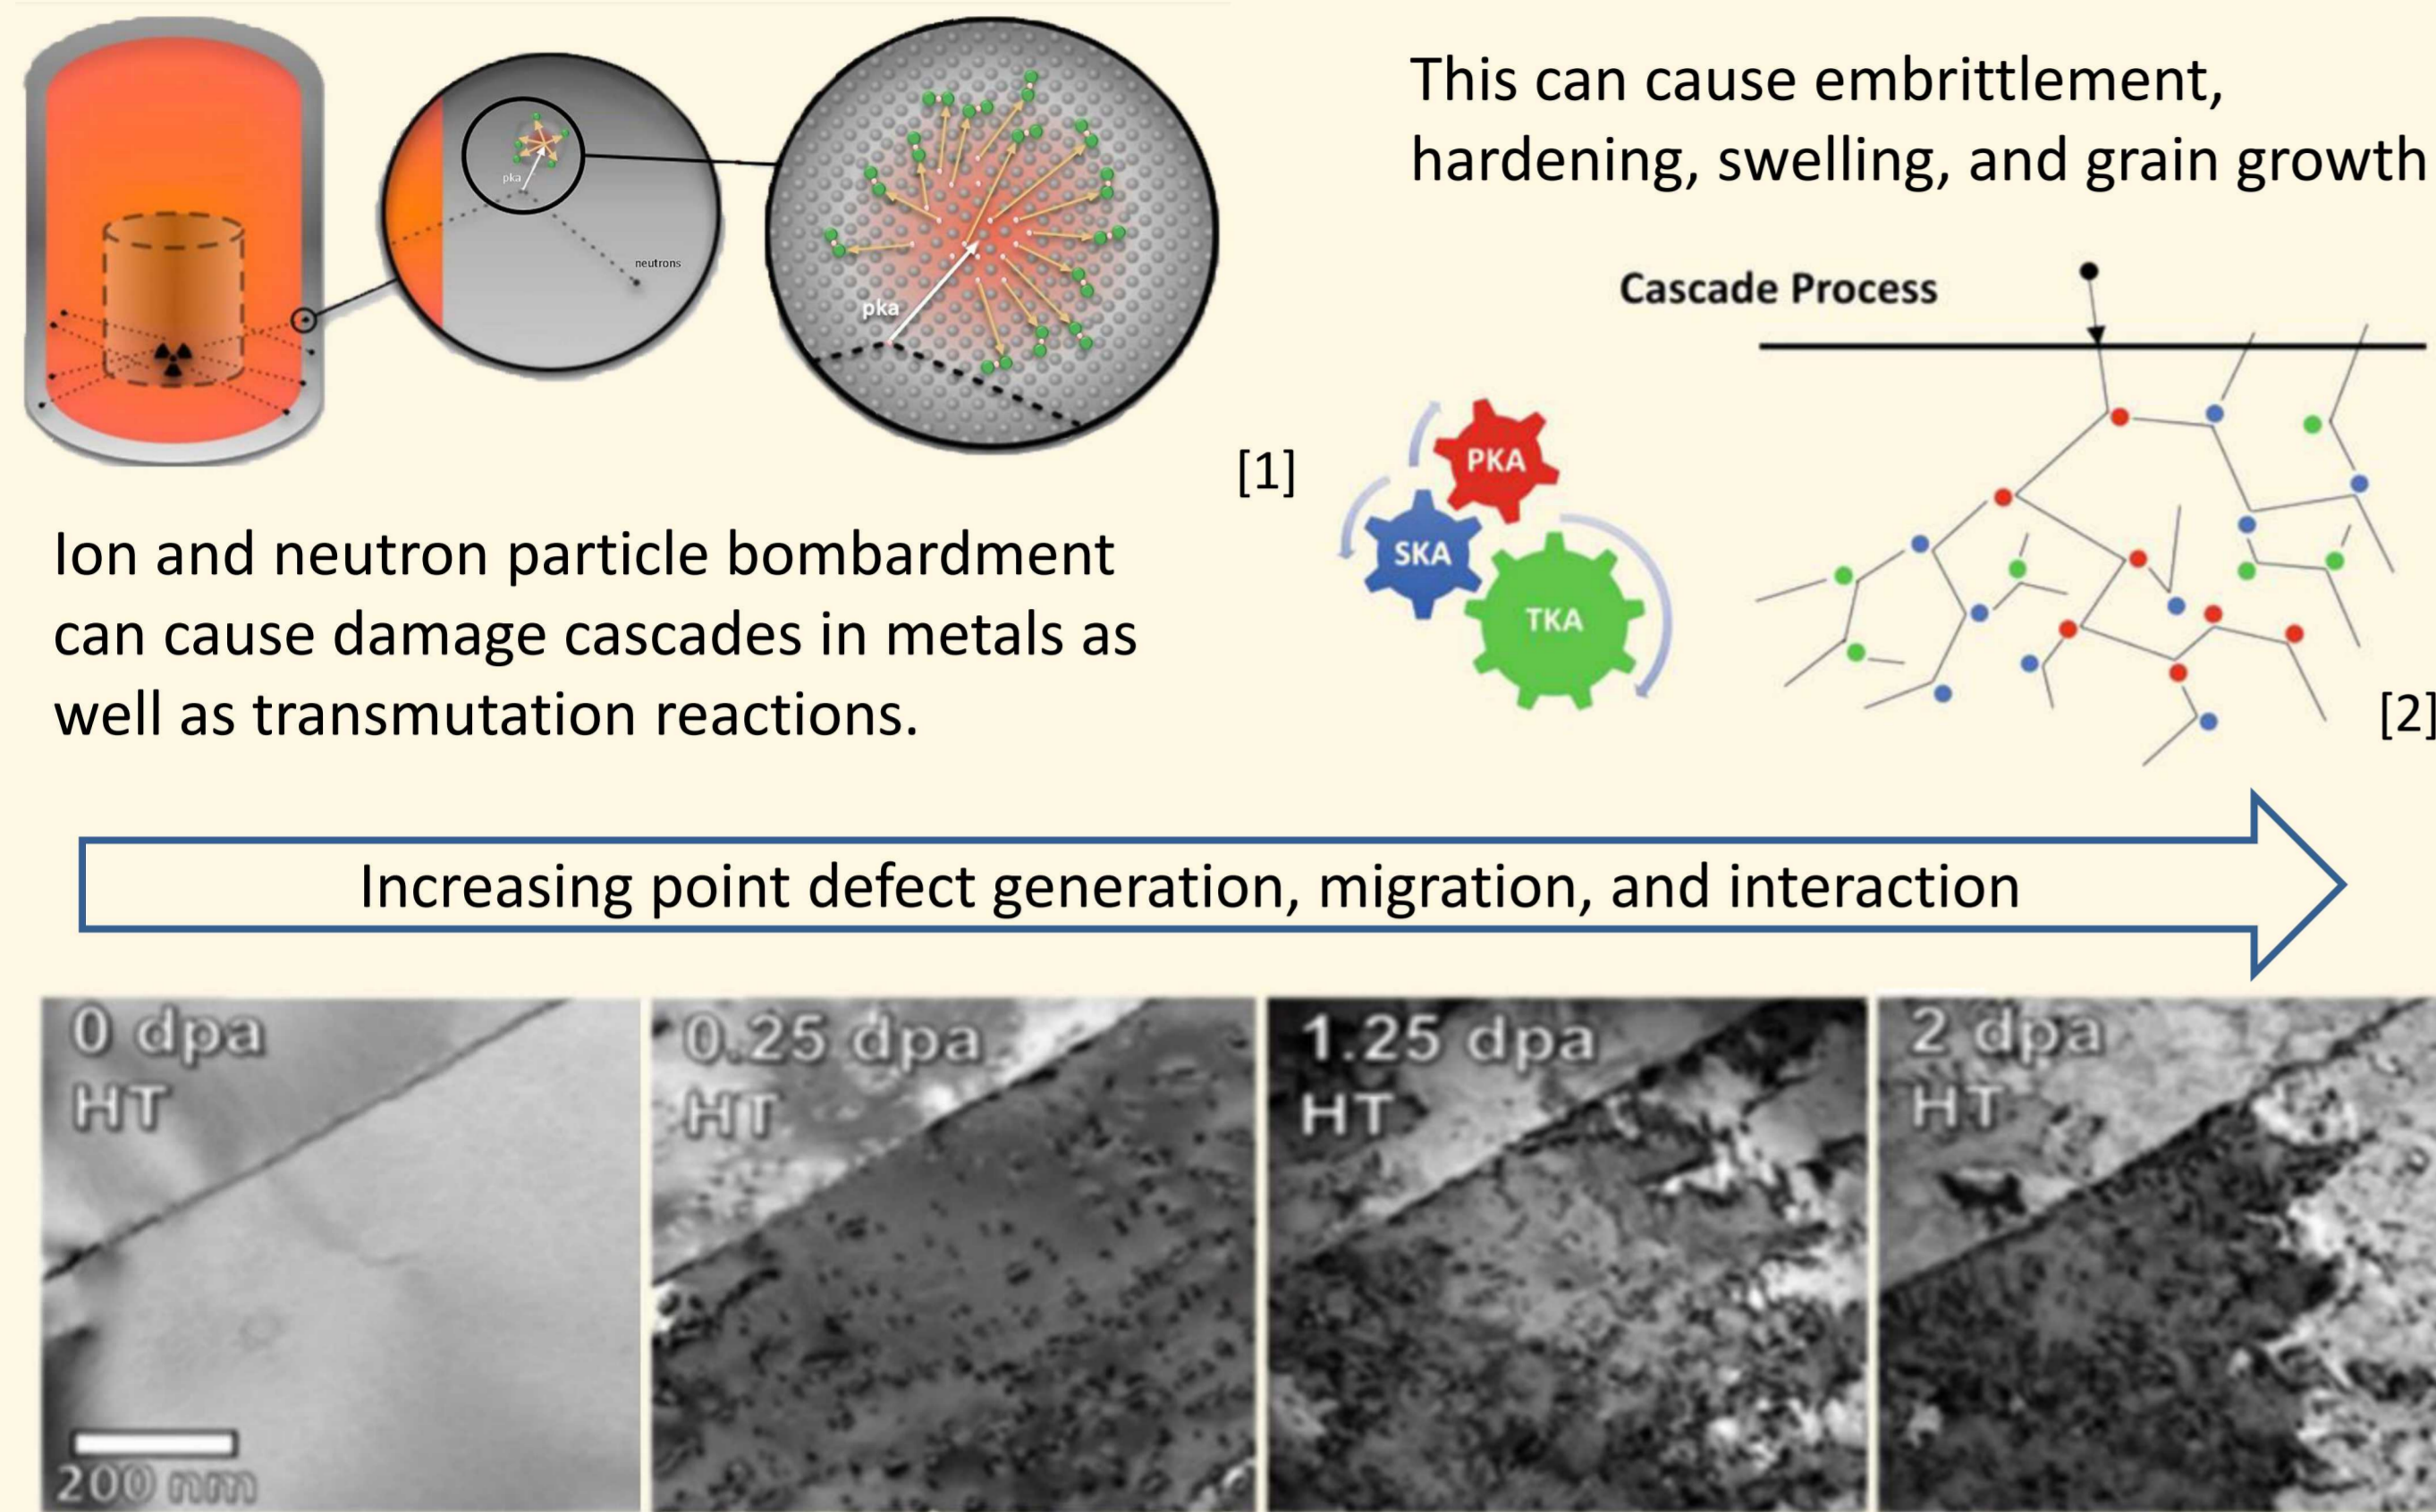 pka
neutrons
pka
[1]
Ion and neutron particle bombardment
can cause damage cascades in metals as
well as transmutation reactions.
This can cause embrittlement,
hardening, swelling, and grain growth
Cascade Process
PKA
SKA
TKA
[2]
Increasing point defect generation, migration, and interaction
0 dpa
HT
200 nm
0.25 dpa
HT
1.25 dpa
HT
2 dpa
HT